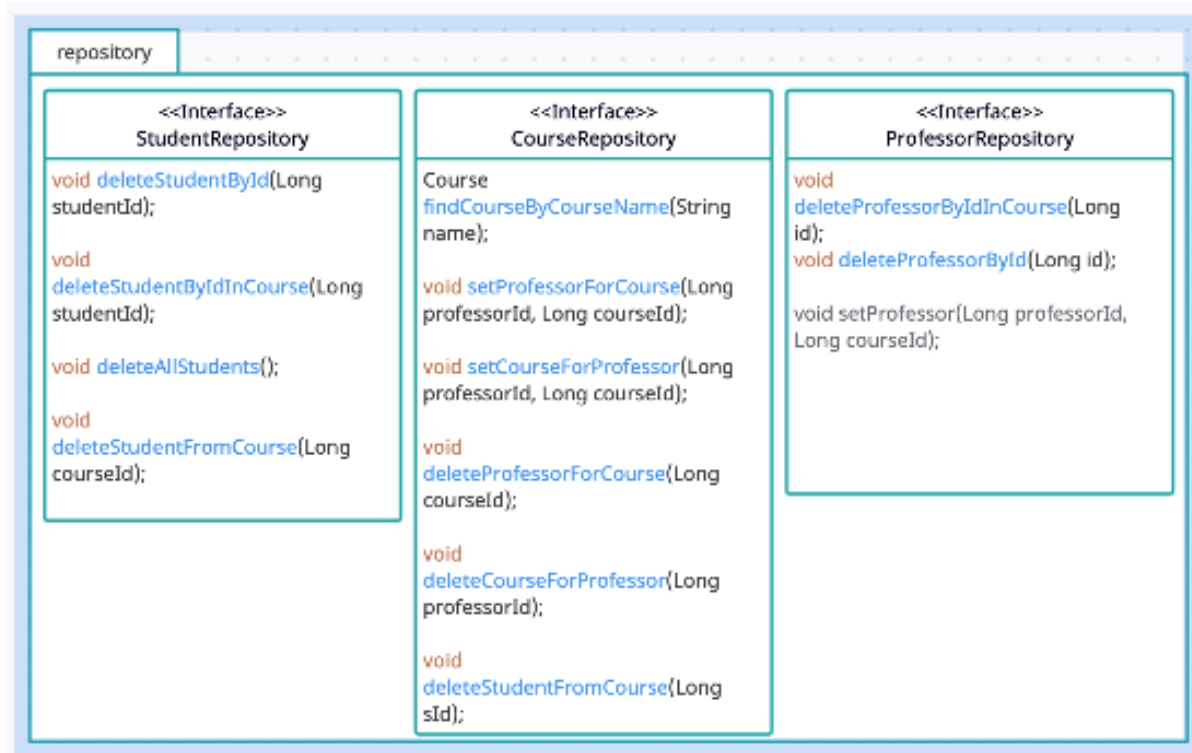 repository
<<Interface>>
StudentRepository
void deleteStudentById(Long
studentId);
void
deleteStudentByIdInCourse(Long
studentId);
void deleteAllStudents();
void
deleteStudentFromCourse(Long
courseId);
<<Interface>>
CourseRepository
Course
findCourseByCourseName(String
name);
void setProfessorForCourse(Long
professorId, Long courseId);
void setCourseForProfessor(Long
professorId, Long courseId);
void
deleteProfessorForCourse(Long
courseId);
void
deleteCourseForProfessor(Long
professorId);
void
deleteStudentFromCourse(Long
sId);
<<Interface>>
ProfessorRepository
void
deleteProfessorByIdInCourse(Long
id);
void deleteProfessorById(Long id);
void setProfessor(Long professorId,
Long courseId);